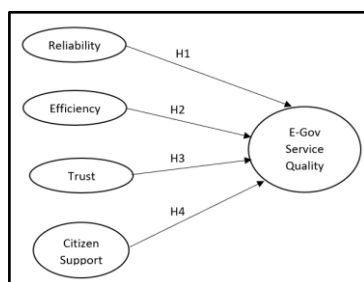 Reliability
H1
Efficiency
H2
E-Gov
Service
Quality
H3
Trust
H4
Citizen
Support